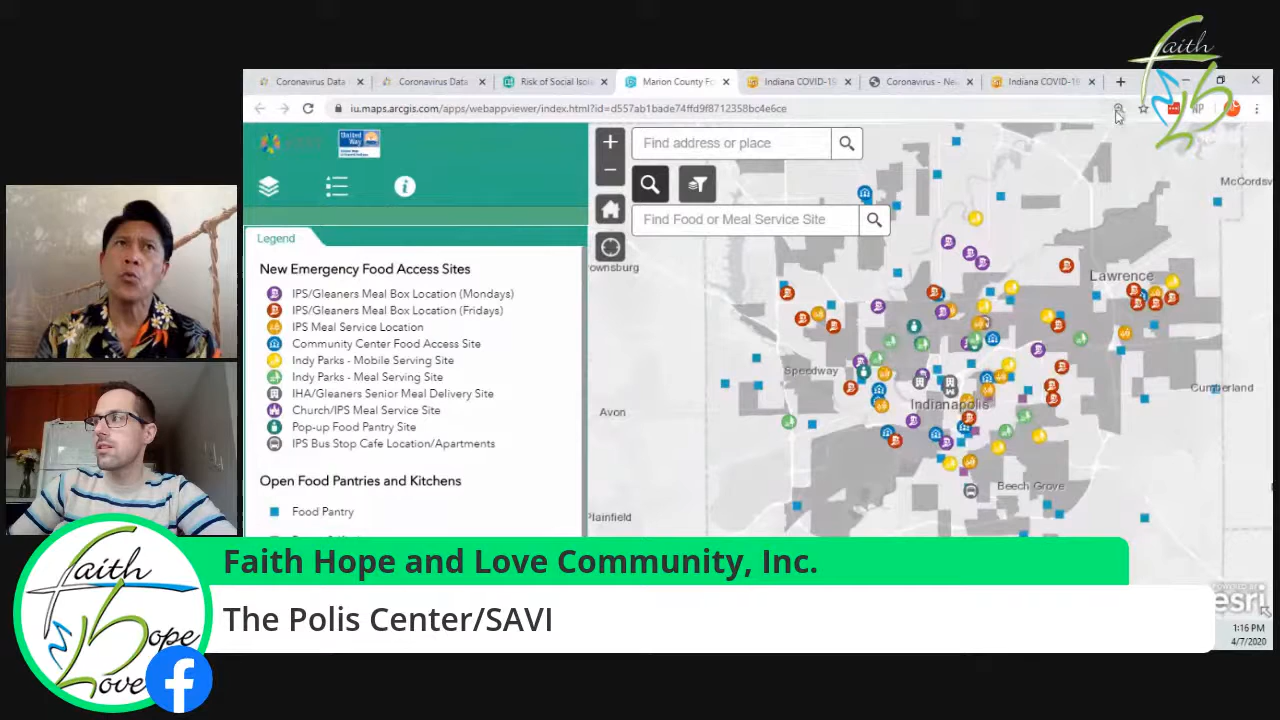 Coronavirus Data
Coronavirus Data
Risk of Social Isol
Marion County Fo
Indiana COVID-19
Coronavirus - Ne
Indiana COVID-19
iu.maps.arcgis.com/apps/webappviewer/index.html?id=d557ab1bade74ffd9f8712358bc4e6ce
faith
United Way
Find address or place
Find Food or Meal Service Site
Legend
New Emergency Food Access Sites
IPS/Gleaners Meal Box Location (Mondays)
IPS/Gleaners Meal Box Location (Fridays)
IPS Meal Service Location
Community Center Food Access Site
Indy Parks - Mobile Serving Site
Indy Parks - Meal Serving Site
IHA/Gleaners Senior Meal Delivery Site
Church/IPS Meal Service Site
Pop-up Food Pantry Site
IPS Bus Stop Cafe Location/Apartments
Open Food Pantries and Kitchens
Food Pantry
McCordsv
ownsburg
Lawrence
Speedway
Cumberland
Avon
Indianapolis
Beech Grove
Plainfield
esri
1:16 PM
4/7/2020
Faith Hope and Love Community, Inc.
The Polis Center/SAVI
faith
hope
Love
f